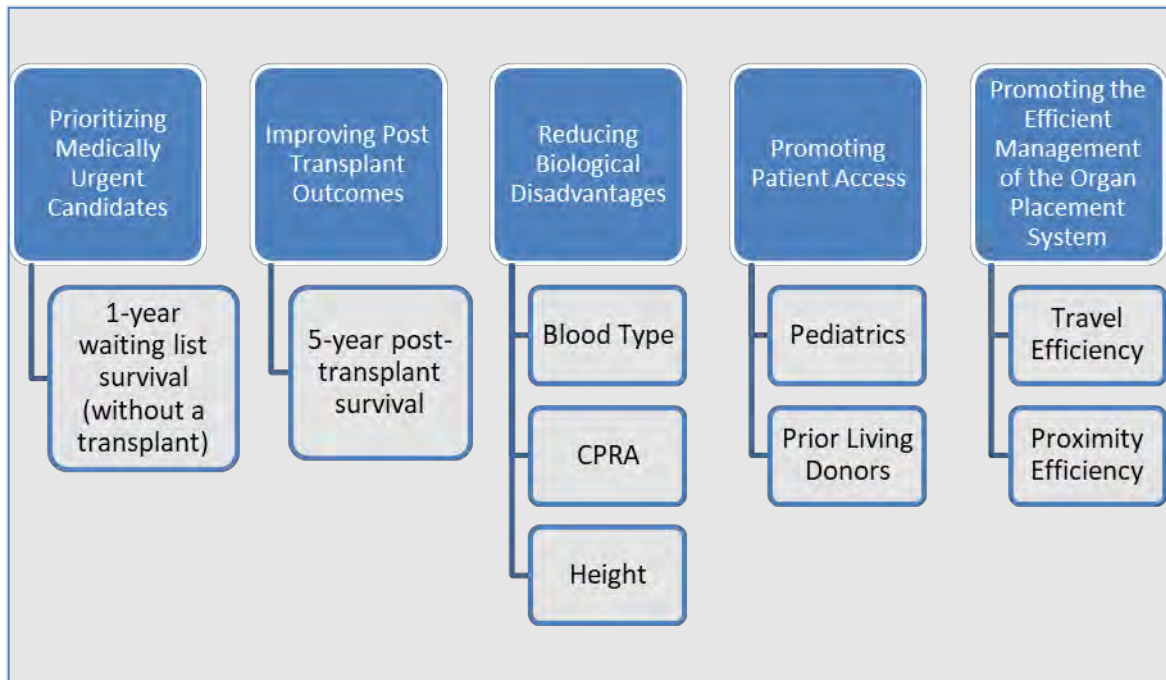 Prioritizing
Medically
Urgent
Candidates
1-year
waiting list
survival
(without a
transplant)
Improving Post
Transplant
Outcomes
5-year post-
transplant
survival
Reducing
Biological
Disadvantages
Blood Type
CPRA
Height
Promoting
Patient Access
Pediatrics
Prior Living
Donors
Promoting the
Efficient
Management
of the Organ
Placement
System
Travel
Efficiency
Proximity
Efficiency